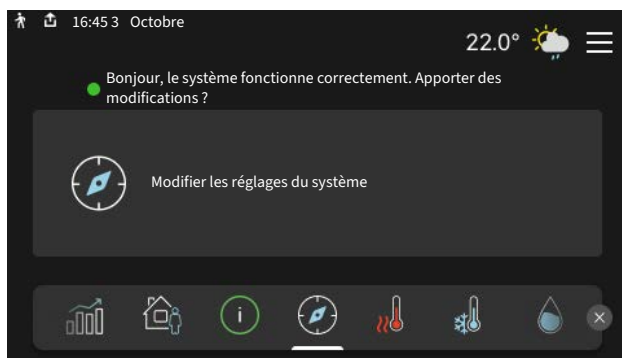 16:45 3 Octobre
22.0°
Bonjour, le système fonctionne correctement. Apporter des
modifications ?
Modifier les réglages du système